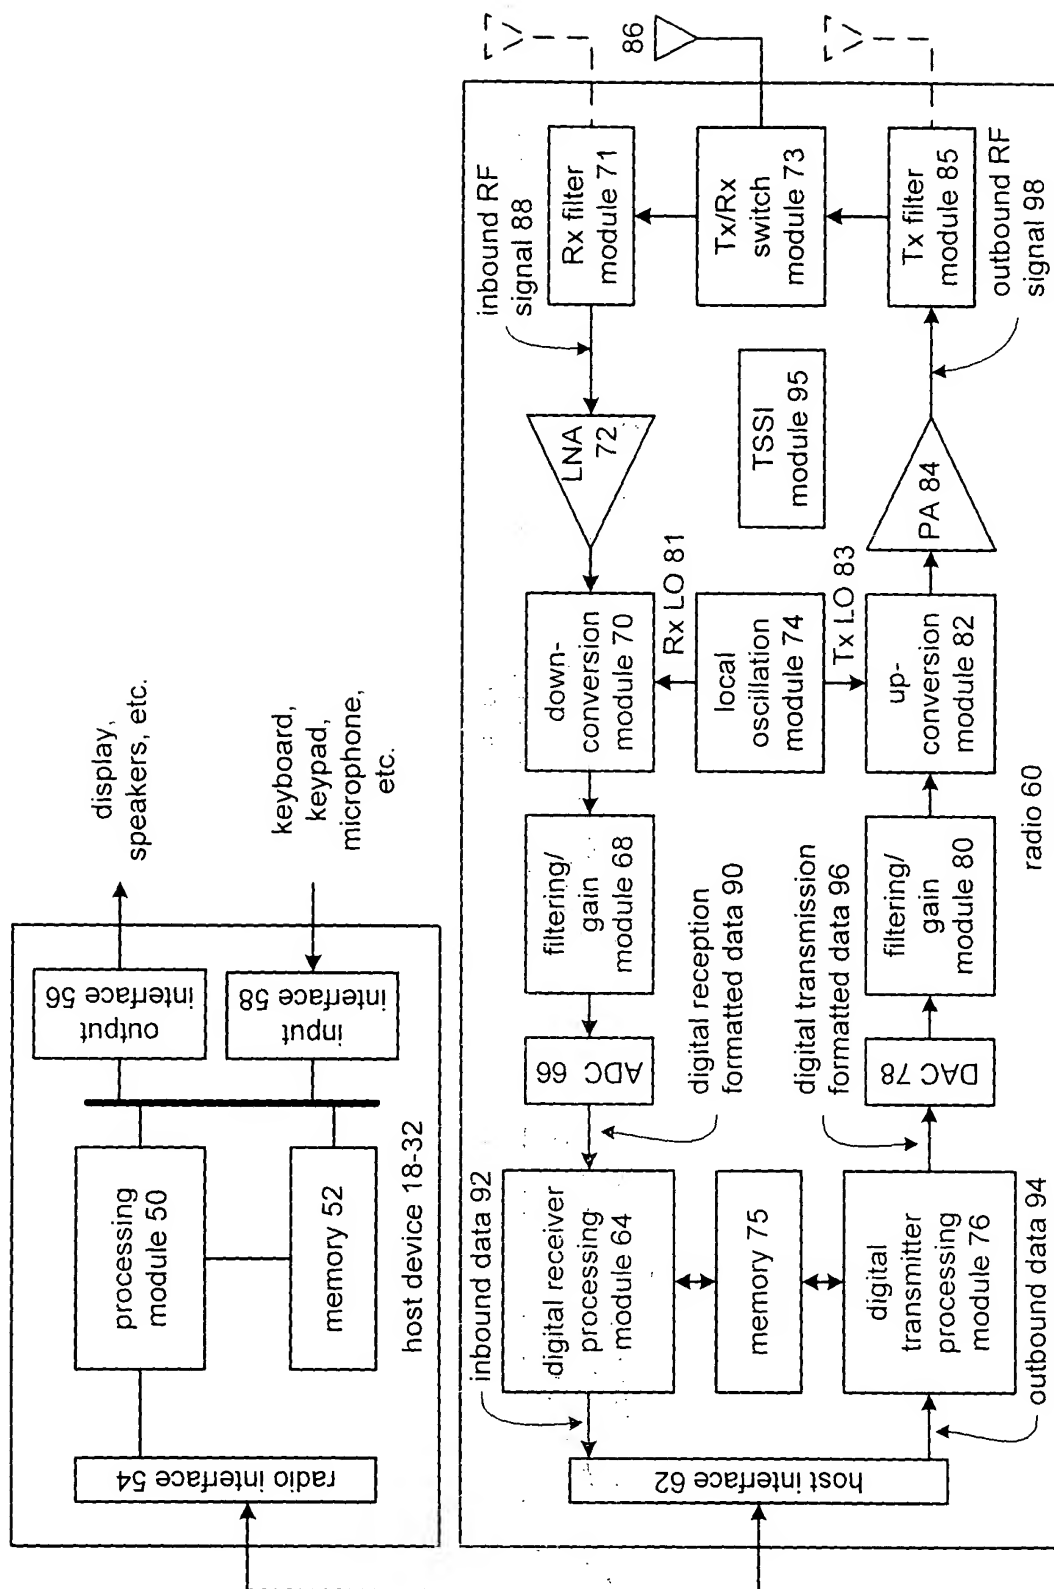 radio interface 54
processing
module 50
memory 52
output
interface 56
input
interface 58
display,
speakers, etc.
keyboard,
keypad,
microphone,
etc.
host device 18-32
host interface 62
inbound data 92
digital receiver
processing
module 64
memory 75
digital
transmitter
processing
module 76
outbound data 94
ADC 66
digital reception
formatted data 90
digital transmission
formatted data 96
DAC 78
filtering/
gain
module 68
filtering/
gain
module 80
down-
conversion
module 70
Rx LO 81
local
oscillation
module 74
Tx LO 83
up-
conversion
module 82
LNA
72
TSSI
module 95
PA 84
inbound RF
signal 88
Rx filter
module 71
Tx/Rx
switch
module 73
Tx filter
module 85
outbound RF
signal 98
86
radio 60